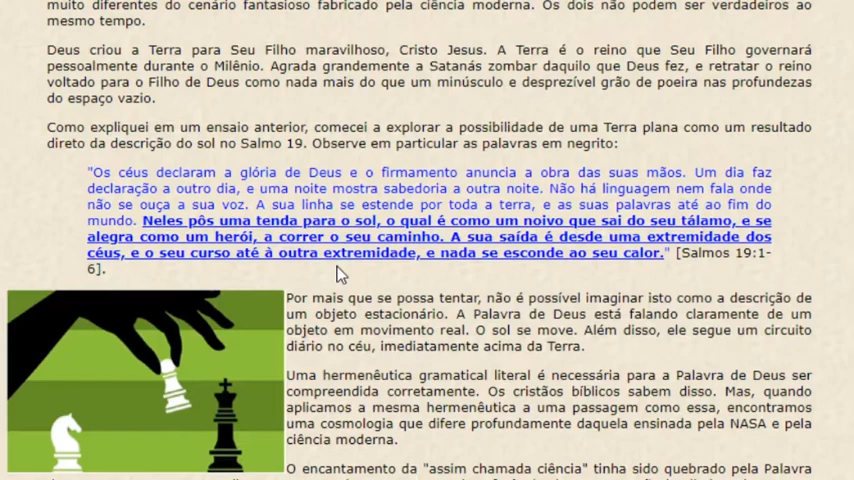 muito diferentes do cenário fantasioso fabricado pela ciência moderna. Os dois não podem ser verdadeiros ao
mesmo tempo.
Deus criou a Terra para Seu Filho maravilhoso, Cristo Jesus. A Terra é o reino que Seu Filho governará
pessoalmente durante o Milênio. Agrada grandemente a Satanás zombar daquilo que Deus fez, e retratar o reino
voltado para o Filho de Deus como nada mais do que um minúsculo e desprezível grão de poeira nas profundezas
do espaço vazio.
Como expliquei em um ensaio anterior, comecei a explorar a possibilidade de uma Terra plana como um resultado
direto da descrição do sol no Salmo 19. Observe em particular as palavras em negrito:
"Os céus declaram a glória de Deus e o firmamento anuncia a obra das suas mãos. Um dia faz
declaração a outro dia, e uma noite mostra sabedoria a outra noite. Não há linguagem nem fala onde
não se ouça a sua voz. A sua linha se estende por toda a terra, e as suas palavras até ao fim do
mundo. Neles pôs uma tenda para o sol, o qual é como um noivo que sai do seu tálamo, e se
alegra como um herói, a correr o seu caminho. A sua saída é desde uma extremidade dos
céus, e o seu curso até à outra extremidade, e nada se esconde ao seu calor." [Salmos 19:1-
6].
Por mais que se possa tentar, não é possível imaginar isto como a descrição de
um objeto estacionário. A Palavra de Deus está falando claramente de um
objeto em movimento real. O sol se move. Além disso, ele segue um circuito
diário no céu, imediatamente acima da Terra.
Uma hermenêutica gramatical literal é necessária para a Palavra de Deus ser
compreendida corretamente. Os cristãos bíblicos sabem disso. Mas, quando
aplicamos a mesma hermenêutica a uma passagem como essa, encontramos
uma cosmologia que difere profundamente daquela ensinada pela NASA e pela
ciência moderna.
O encantamento da "assim chamada ciência" tinha sido quebrado pela Palavra